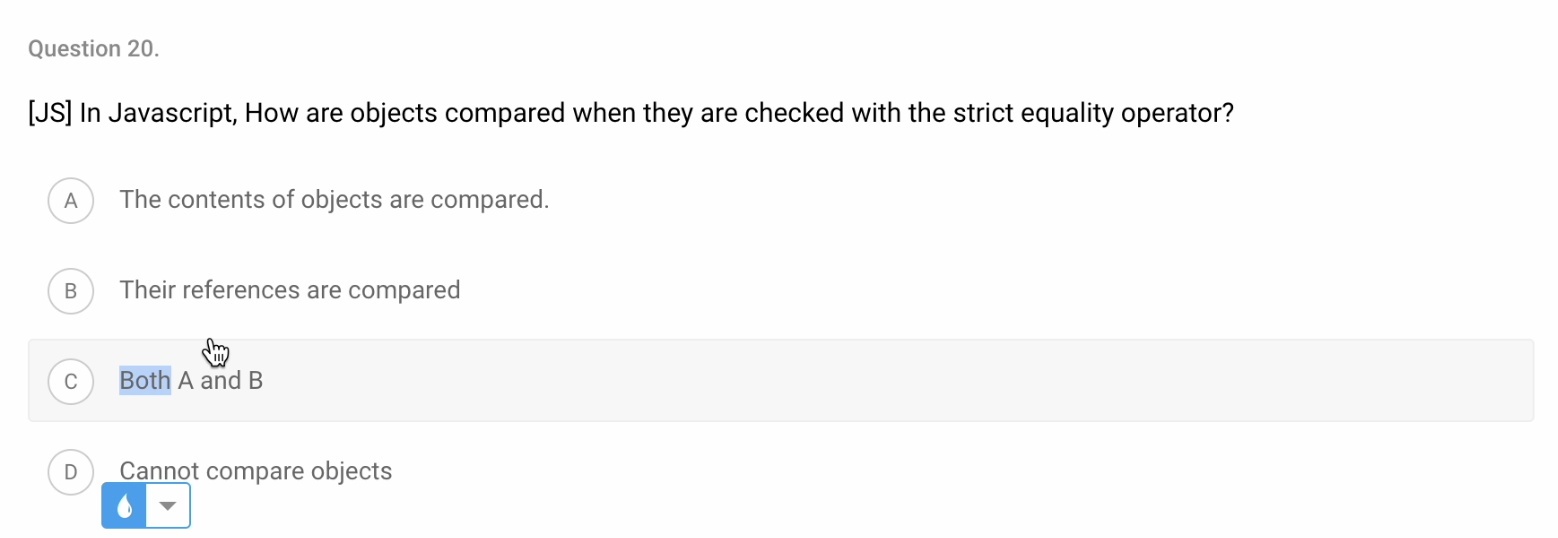 Question 20.
[JS] In Javascript, How are objects compared when they are checked with the strict equality operator?
A The contents of objects are compared.
B Their references are compared
C Both A and B
D Cannot compare objects